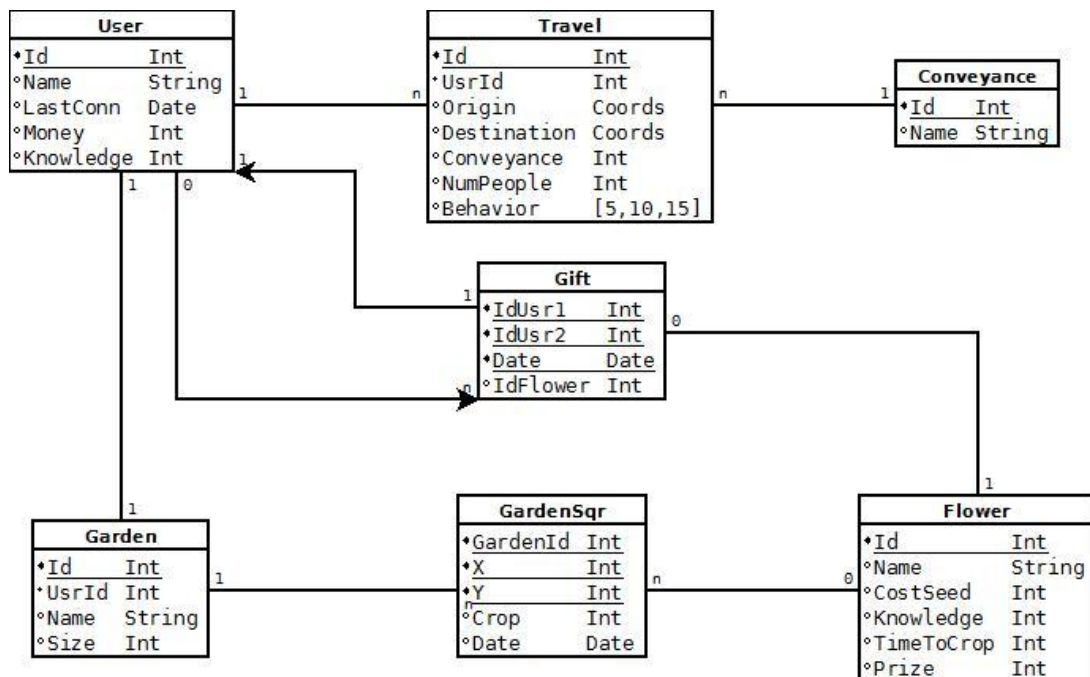 User
Id Int
Name String
LastConn Date
Money Int
Knowledge Int
1
n
1
0
1
Travel
Id Int
UsrId Int
Origin Coords
Destination Coords
Conveyance Int
NumPeople Int
Behavior [5,10,15]
n
1
Conveyance
Id Int
Name String
Gift
IdUsr1 Int
IdUsr2 Int
Date Date
IdFlower Int
1
n
0
1
1
Garden
Id Int
UsrId Int
Name String
Size Int
1
n
GardenSqr
GardenId Int
X Int
Y Int
Crop Int
Date Date
n
0
Flower
Id Int
Name String
CostSeed Int
Knowledge Int
TimeToCrop Int
Prize Int